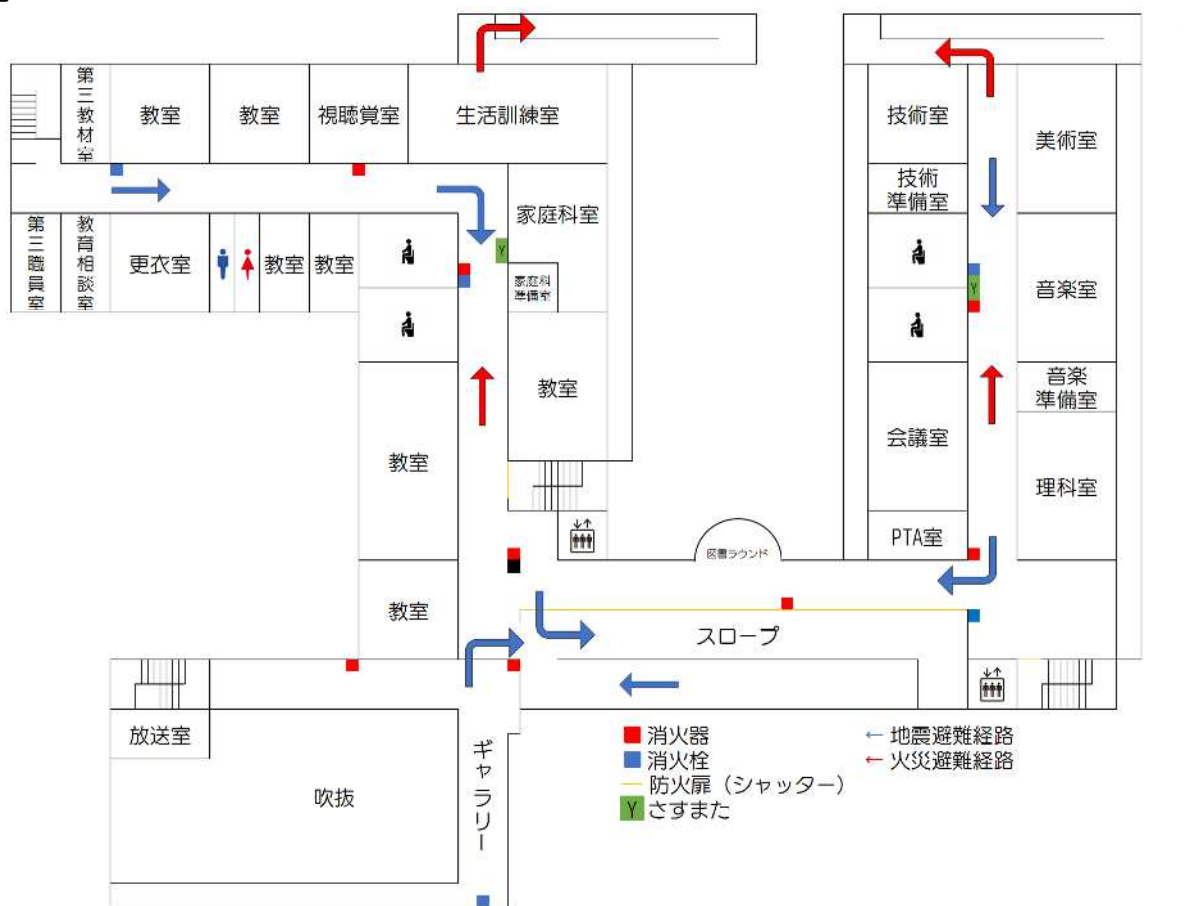 第三教材室
教室
教室
視聴覚室
生活訓練室
技術室
美術室
技術
準備室
第三職員室
教育相談室
更衣室
教室
教室
家庭科室
Y
家庭科
準備室
Y
音楽室
教室
教室
音楽
準備室
会議室
理科室
PTA室
図書ラウンド
教室
スロープ
放送室
吹抜
ギャラリー
消火器
消火栓
防火扉（シャッター）
Y さすまた
← 地震避難経路
← 火災避難経路